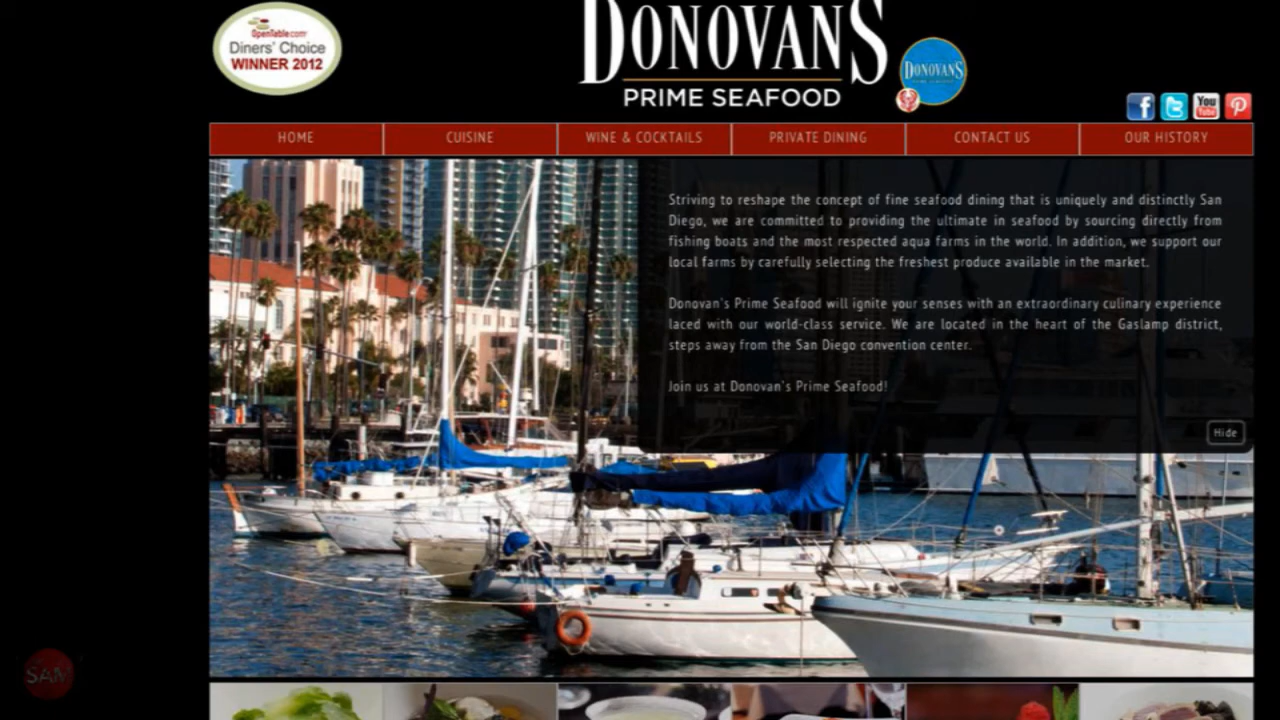 OpenTable.com
Diners' Choice
WINNER 2012
DONOVANS
PRIME SEAFOOD
DONOVANS
You
Tube
HOME CUISINE WINE & COCKTAILS PRIVATE DINING CONTACT US OUR HISTORY
Striving to reshape the concept of fine seafood dining that is uniquely and distinctly San
Diego, we are committed to providing the ultimate in seafood by sourcing directly from
fishing boats and the most respected aqua farms in the world. In addition, we support our
local farms by carefully selecting the freshest produce available in the market.
Donovan's Prime Seafood will ignite your senses with an extraordinary culinary experience
laced with our world-class service. We are located in the heart of the Gaslamp district,
steps away from the San Diego convention center.
Join us at Donovan's Prime Seafood!
Hide
SAM